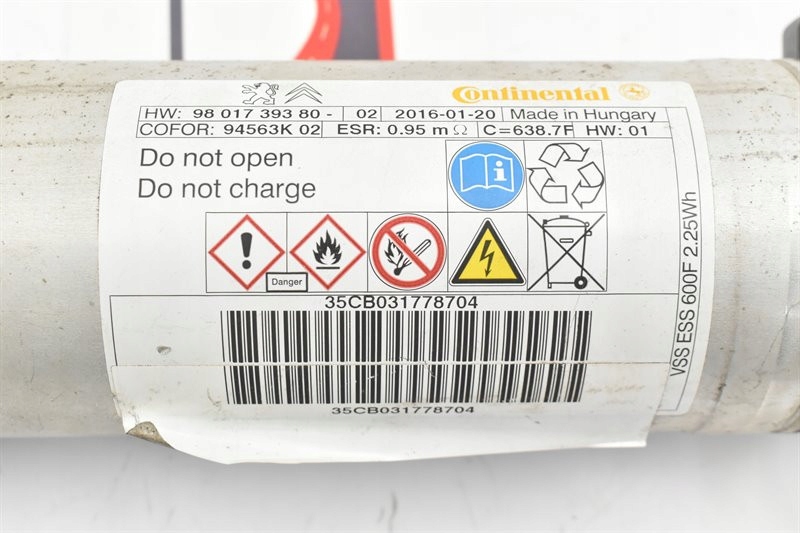 Continental
HW: 98 017 393 80 - 02 2016-01-20 Made in Hungary
COFOR: 94563K 02 ESR: 0.95 mΩ C=638.7F HW: 01
Do not open
Do not charge
Danger
35CB031778704
35CB031778704
VSS ESS 600F 2.25Wh